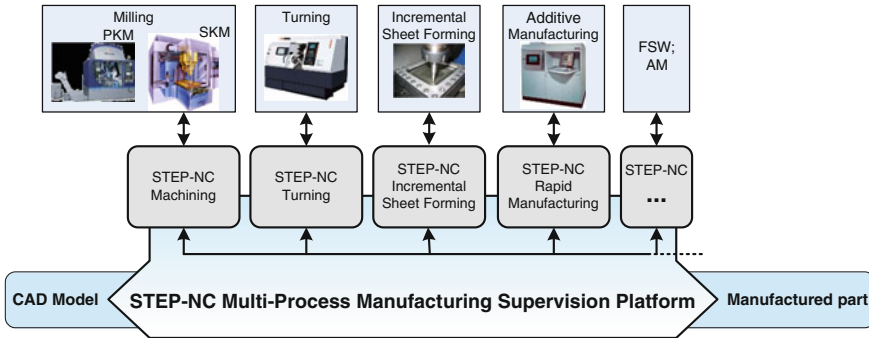 Milling
PKM
SKM
Turning
Incremental
Sheet Forming
Additive
Manufacturing
FSW;
AM
STEP-NC
Machining
STEP-NC
Turning
STEP-NC
Incremental
Sheet Forming
STEP-NC
Rapid
Manufacturing
STEP-NC
...
CAD Model
STEP-NC Multi-Process Manufacturing Supervision Platform
Manufactured part